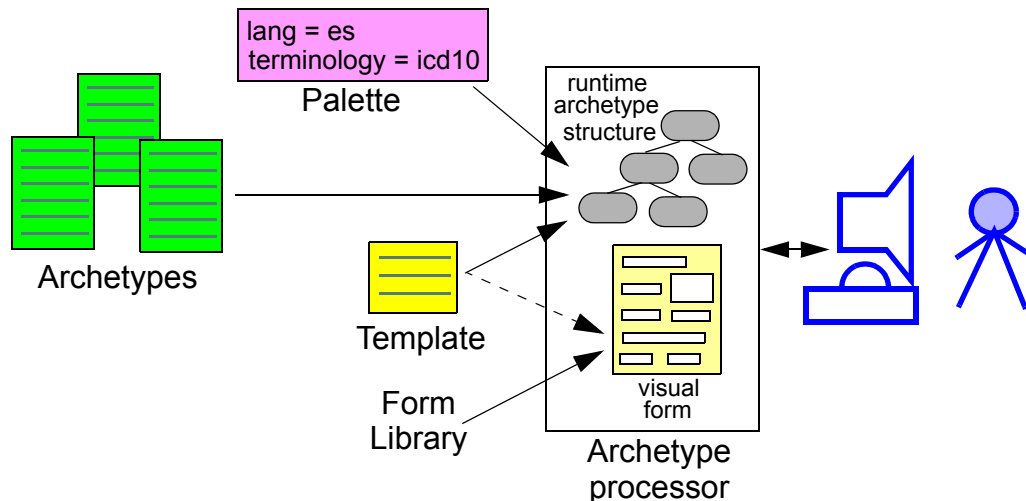 lang = es
terminology = icd10
Palette
runtime
archetype
structure
Archetypes
Template
Form
Library
visual
form
Archetype
processor